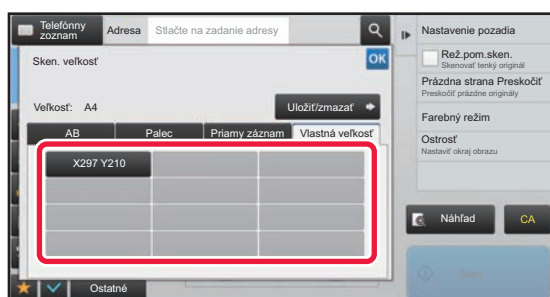 Telefónny
zoznam
Adresa
Stlačte na zadanie adresy
Sken. veľkosť
OK
Veľkosť: A4
Uložiť/zmazať
AB
Palec
Priamy záznam
Vlastná veľkosť
X297 Y210
Ostatné
Nastavenie pozadia
Rež.pom.sken.
Skenovať tenký originál
Prázdna strana Preskočiť
Preskočiť prázdne originály
Farebný režim
Ostrosť
Nastaviť okraj obrazu
Náhľad
CA
Start